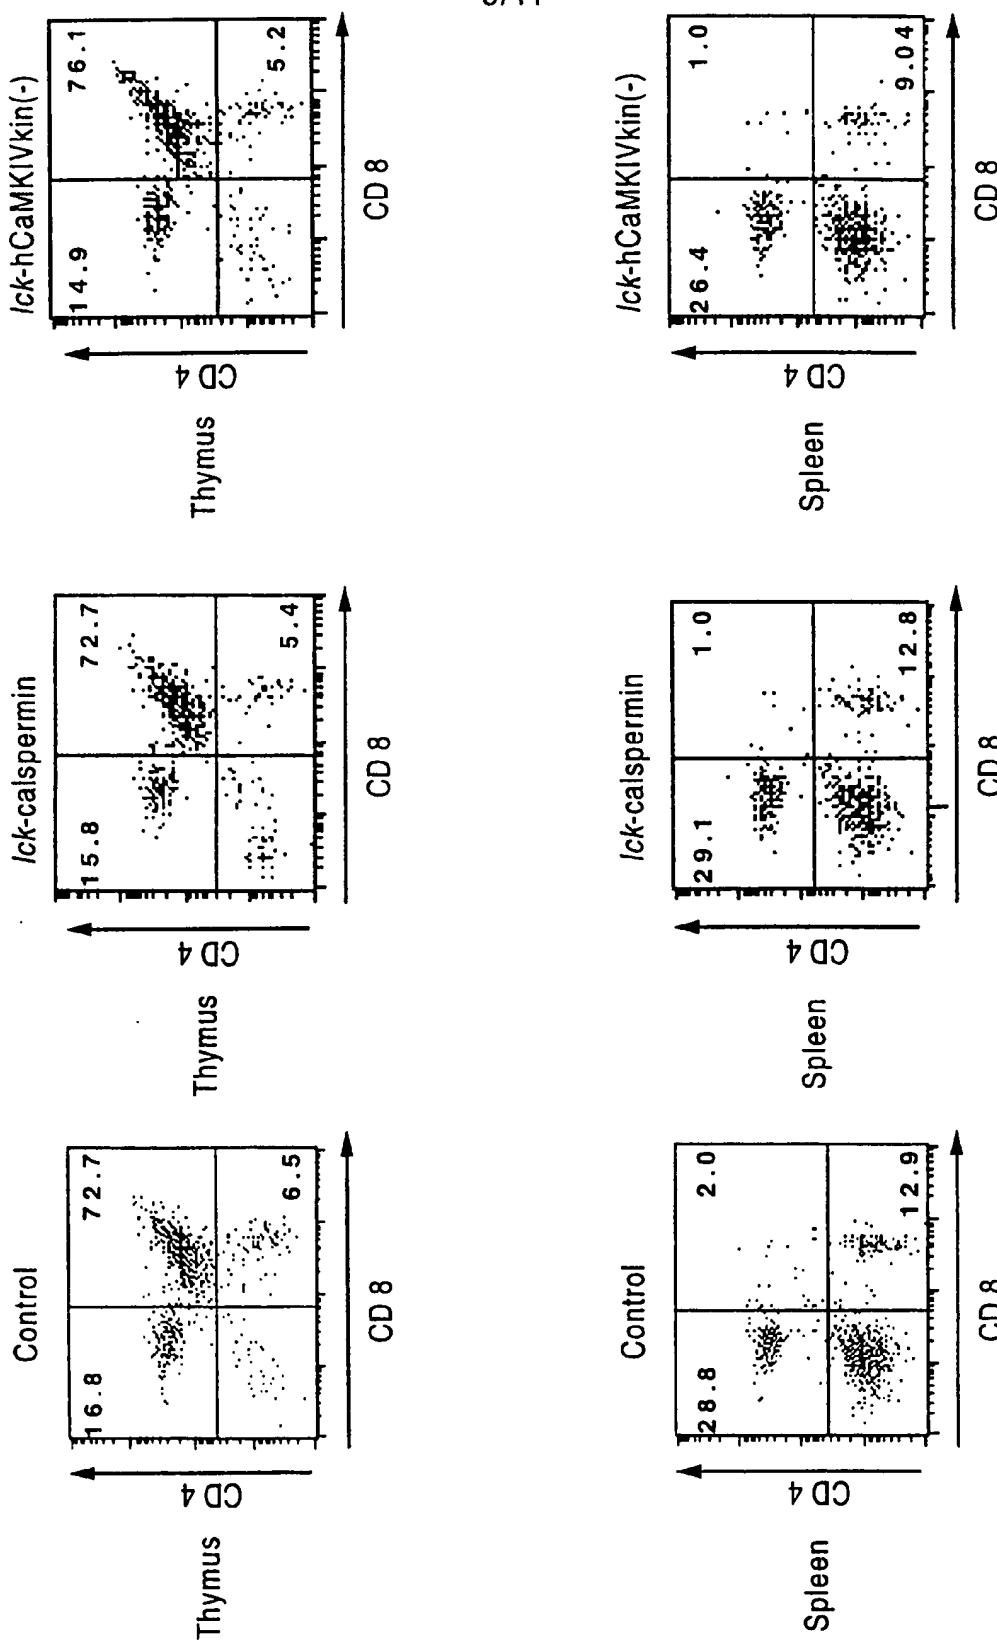 Control
lck-calspermin
lck-hCaMKIVkin(-)
Thymus
CD 4
16.8
72.7
6.5
CD 8
Thymus
CD 4
15.8
72.7
5.4
CD 8
Thymus
CD 4
14.9
76.1
5.2
CD 8
Control
lck-calspermin
lck-hCaMKIVkin(-)
Spleen
CD 4
28.8
2.0
12.9
CD 8
Spleen
CD 4
29.1
1.0
12.8
CD 8
Spleen
CD 4
26.4
1.0
9.04
CD 8